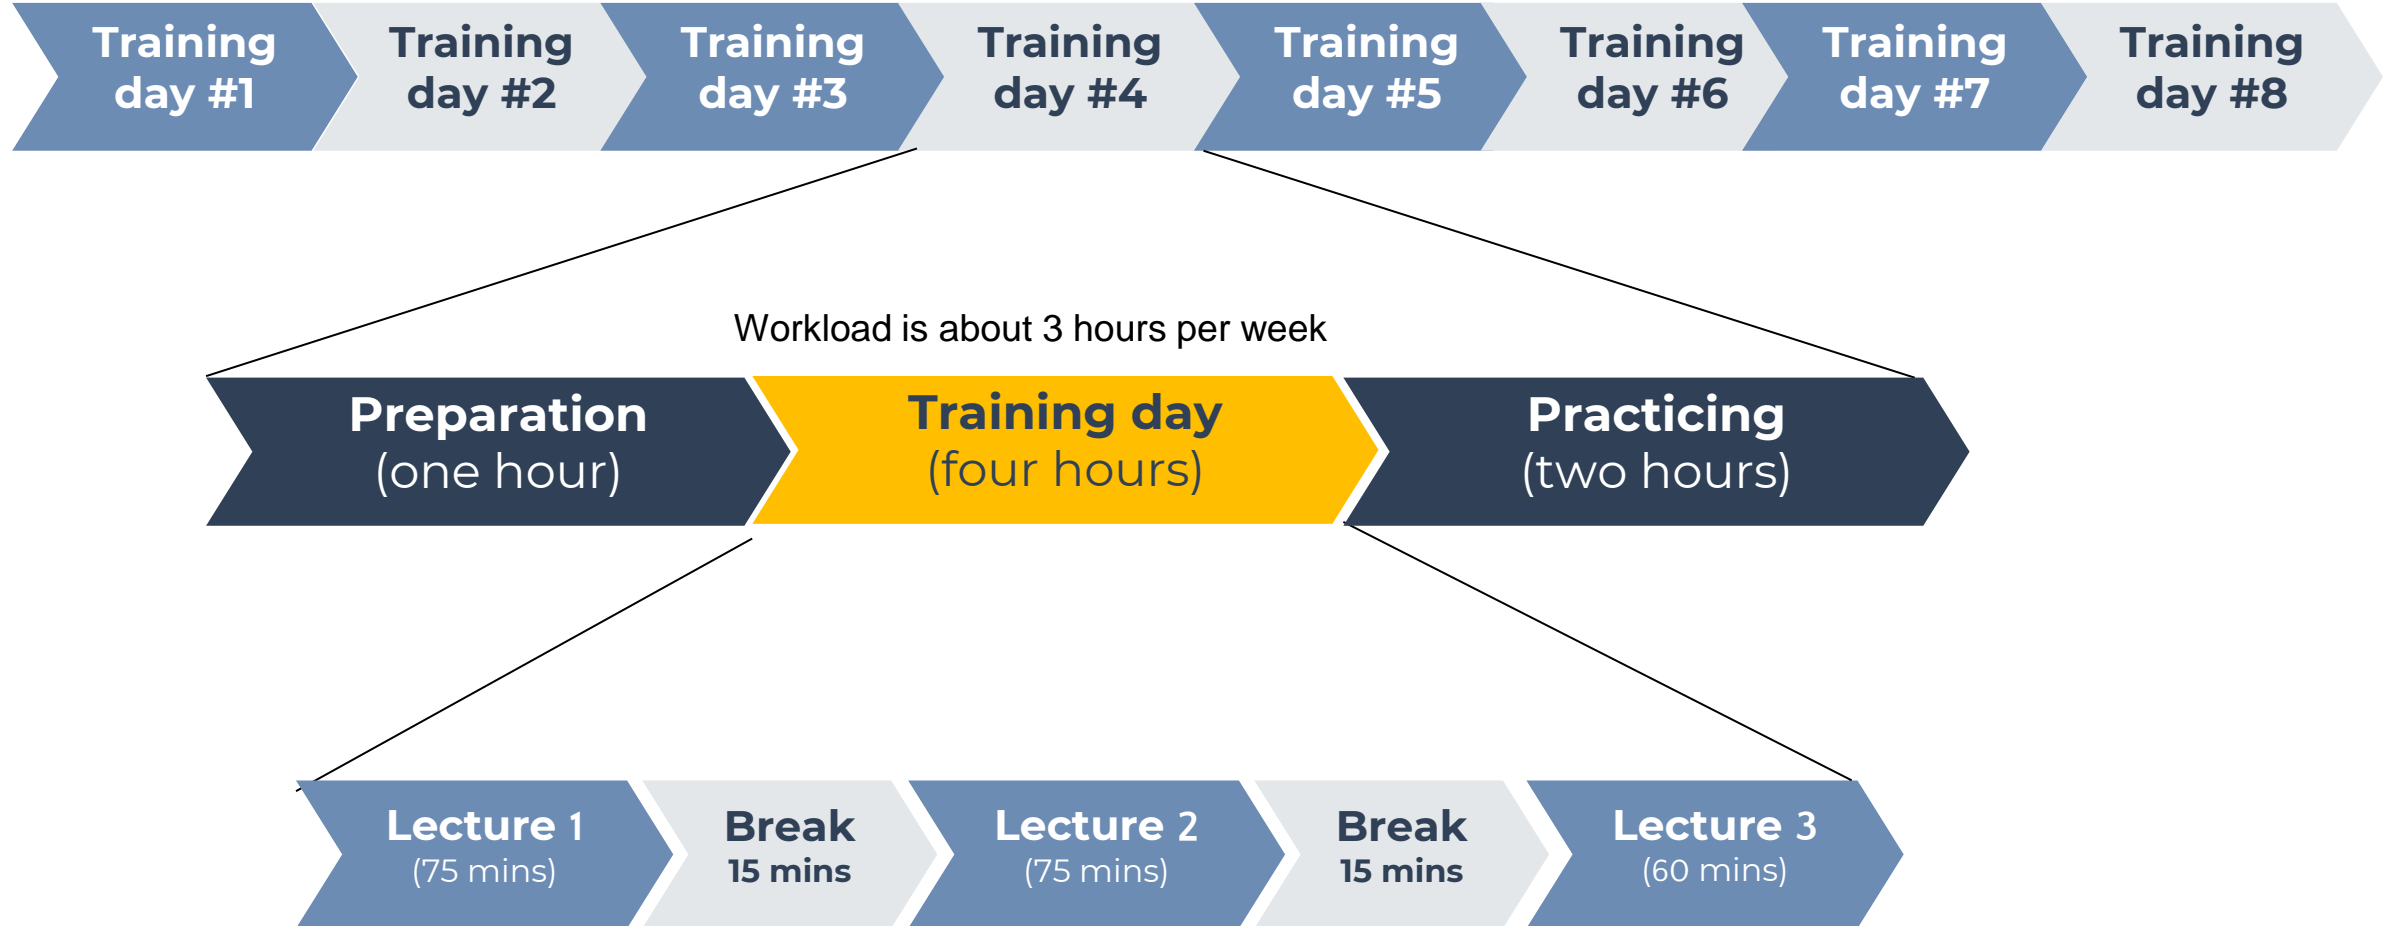 Training
day #1
Training
day #2
Training
day #3
Training
day #4
Training
day #5
Training
day #6
Training
day #7
Training
day #8
Workload is about 3 hours per week
Preparation
(one hour)
Training day
(four hours)
Practicing
(two hours)
Lecture 1
(75 mins)
Break
15 mins
Lecture 2
(75 mins)
Break
15 mins
Lecture 3
(60 mins)